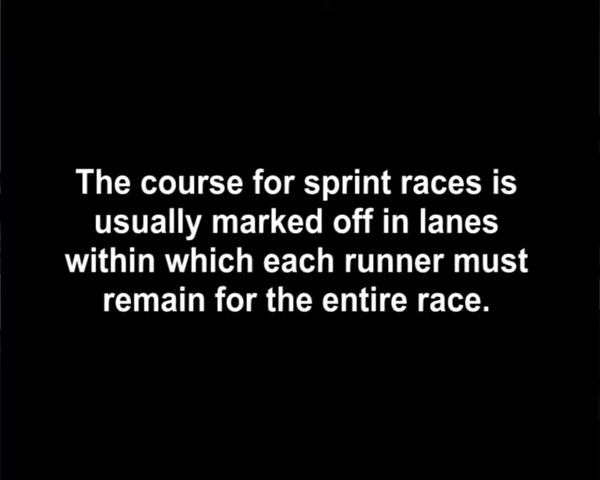 The course for sprint races is
usually marked off in lanes
within which each runner must
remain for the entire race.